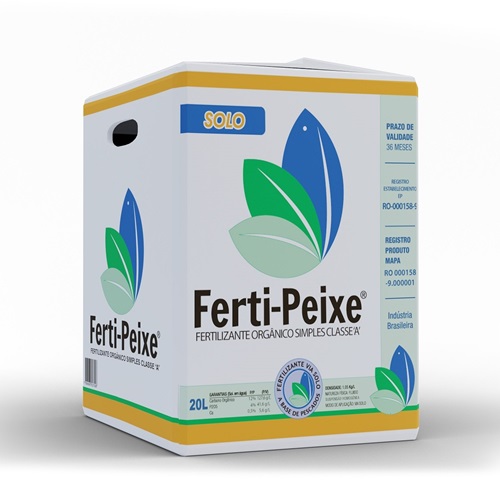 SOLO
PRAZO DE
VALIDADE
36 MESES
REGISTRO
ESTABELECIMENTO
EP
RO-000158-9
REGISTRO
PRODUTO
MAPA
RO 000158
-9.000001
Indústria
Brasileira
Ferti-Peixe®
FERTILIZANTE ORGÂNICO SIMPLES CLASSE 'A'
20L
FERTILIZANTE VIA SOLO
A BASE DE PESCADOS
Ferti-Peixe®
FERTILIZANTE ORGÂNICO SIMPLES CLASSE 'A'